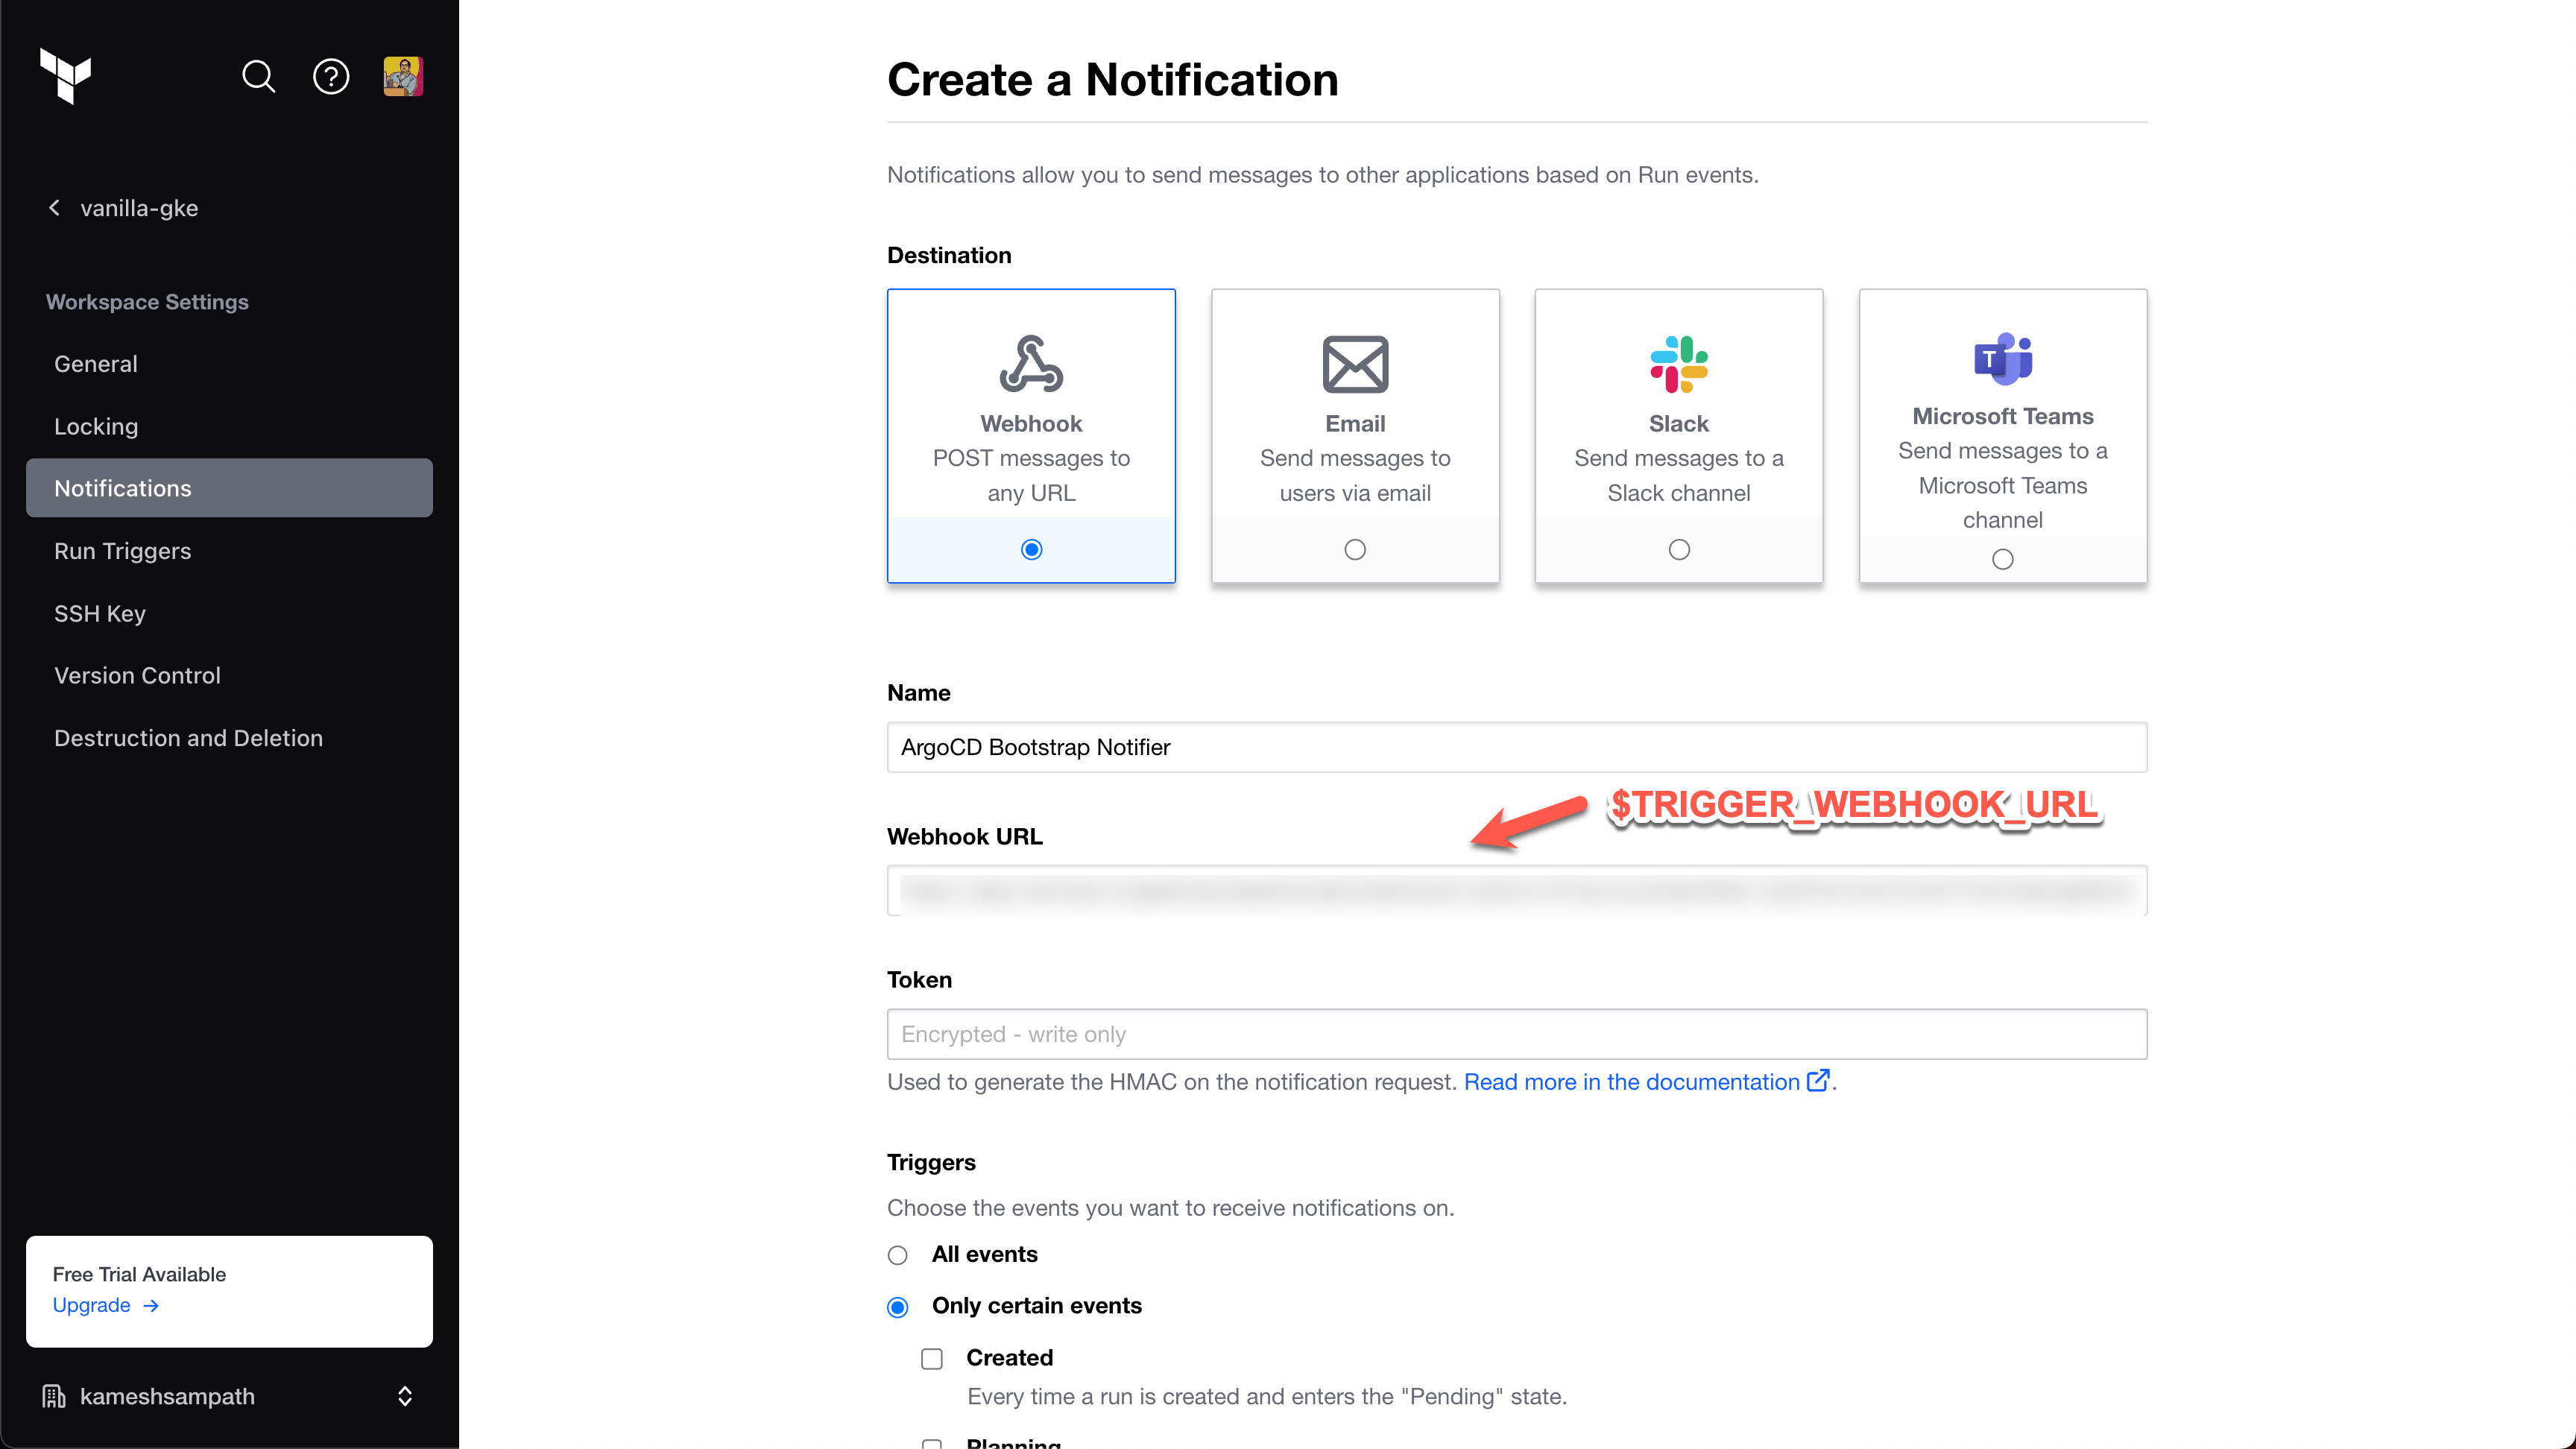 vanilla-gke
Workspace Settings
General
Locking
Notifications
Run Triggers
SSH Key
Version Control
Destruction and Deletion
Free Trial Available
Upgrade →
kameshsampath
Create a Notification
Notifications allow you to send messages to other applications based on Run events.
Destination
Webhook
POST messages to
any URL
Email
Send messages to
users via email
Slack
Send messages to a
Slack channel
T
Microsoft Teams
Send messages to a
Microsoft Teams
channel
Name
ArgoCD Bootstrap Notifier
$TRIGGER_WEBHOOK_URL
Webhook URL
Token
Encrypted - write only
Used to generate the HMAC on the notification request. Read more in the documentation.
Triggers
Choose the events you want to receive notifications on.
All events
Only certain events
Created
Every time a run is created and enters the "Pending" state.
Planning